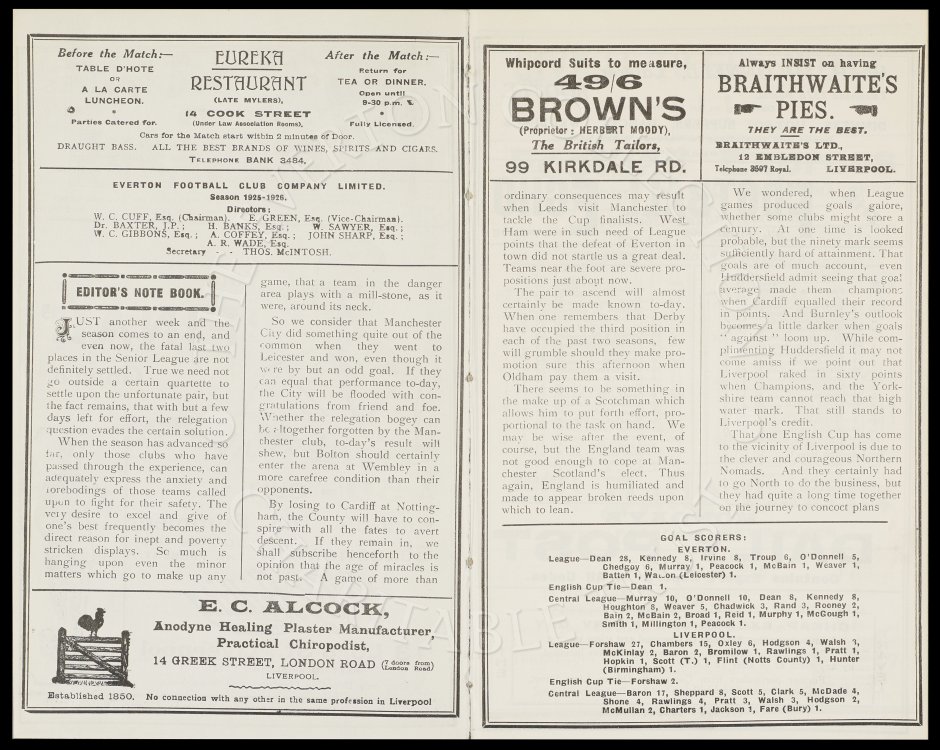 Before the Match:—
TABLE D'HOTE
OR
A LA CARTE
LUNCHEON.
Parties Catered for.
EUREKA
RESTAURANT
(LATE MYLERS),
14 COOK STREET
(Under Law Association Rooms),
After the Match:—
Return for
TEA OR DINNER.
Open until
9-30 p.m.
Fully Licensed.
Cars for the Match start within 2 minutes of Door.
DRAUGHT BASS. ALL THE BEST BRANDS OF WINES, SPIRITS AND CIGARS.
TELEPHONE BANK 3484.
EVERTON FOOTBALL CLUB COMPANY LIMITED.
Season 1925-1926.
Directors:
W. C. CUFF, Esq. (Chairman). E. GREEN, Esq. (Vice-Chairman).
Dr. BAXTER, J.P.; H. BANKS, Esq.; W. SAWYER, Esq.;
W. C. GIBBONS, Esq.; A. COFFEY, Esq.; JOHN SHARP, Esq.;
A. R. WADE, Esq.
Secretary - - THOS. McINTOSH.
EDITOR'S NOTE BOOK.
JUST another week and the
season comes to an end, and
even now, the fatal last two
places in the Senior League are not
definitely settled. True we need not
go outside a certain quartette to
settle upon the unfortunate pair, but
the fact remains, that with but a few
days left for effort, the relegation
question evades the certain solution.
When the season has advanced so
far, only those clubs who have
passed through the experience, can
adequately express the anxiety and
forebodings of those teams called
upon to fight for their safety. The
very desire to excel and give of
one's best frequently becomes the
direct reason for inept and poverty
stricken displays. So much is
hanging upon even the minor
matters which go to make up any
game, that a team in the danger
area plays with a mill-stone, as it
were, around its neck.
So we consider that Manchester
City did something quite out of the
common when they went to
Leicester and won, even though it
were by but an odd goal. If they
can equal that performance to-day,
the City will be flooded with con-
gratulations from friend and foe.
Whether the relegation bogey can
be altogether forgotten by the Man-
chester club, to-day's result will
shew, but Bolton should certainly
enter the arena at Wembley in a
more carefree condition than their
opponents.
By losing to Cardiff at Notting-
ham, the County will have to con-
spire with all the fates to avert
descent. If they remain in, we
shall subscribe henceforth to the
opinion that the age of miracles is
not past. A game of more than
E. C. ALCOCK,
Anodyne Healing Plaster Manufacturer,
Practical Chiropodist,
14 GREEK STREET, LONDON ROAD (7 doors from London Road)
LIVERPOOL.
Established 1850. No connection with any other in the same profession in Liverpool
Whipcord Suits to measure,
49/6
BROWN'S
(Proprietor: HERBERT MOODY),
The British Tailors,
99 KIRKDALE RD.
Always INSIST on having
BRAITHWAITE'S
PIES.
THEY ARE THE BEST.
BRAITHWAITE'S LTD.,
12 EMBLEDON STREET,
Telephone 3597 Royal. LIVERPOOL.
ordinary consequences may result
when Leeds visit Manchester to
tackle the Cup finalists. West
Ham were in such need of League
points that the defeat of Everton in
town did not startle us a great deal.
Teams near the foot are severe pro-
positions just about now.
The pair to ascend will almost
certainly be made known to-day.
When one remembers that Derby
have occupied the third position in
each of the past two seasons, few
will grumble should they make pro-
motion sure this afternoon when
Oldham pay them a visit.
There seems to be something in
the make up of a Scotchman which
allows him to put forth effort, pro-
portional to the task on hand. We
may be wise after the event, of
course, but the England team was
not good enough to cope at Man-
chester Scotland's elect. Thus
again, England is humiliated and
made to appear broken reeds upon
which to lean.
We wondered, when League
games produced goals galore,
whether some clubs might score a
century. At one time is looked
probable, but the ninety mark seems
sufficiently hard of attainment. That
goals are of much account, even
Huddersfield admit seeing that goal
average made them champions
when Cardiff equalled their record
in points. And Burnley's outlook
becomes a little darker when goals
"against" loom up. While com-
plimenting Huddersfield it may not
come amiss if we point out that
Liverpool raked in sixty points
when Champions, and the York-
shire team cannot reach that high
water mark. That still stands to
Liverpool's credit.
That one English Cup has come
to the vicinity of Liverpool is due to
the clever and courageous Northern
Nomads. And they certainly had
to go North to do the business, but
they had quite a long time together
on the journey to concoct plans
GOAL SCORERS:
EVERTON.
League—Dean 28, Kennedy 8, Irvine 8, Troup 6, O'Donnell 5,
Chedgoy 6, Murray 1, Peacock 1, McBain 1, Weaver 1,
Batten 1, Watson (Leicester) 1.
English Cup Tie—Dean 1.
Central League—Murray 10, O'Donnell 10, Dean 8, Kennedy 8,
Houghton 8, Weaver 5, Chadwick 3, Rand 3, Rooney 2,
Bain 2, McBain 2, Broad 1, Reid 1, Murphy 1, McGough 1,
Smith 1, Millington 1, Peacock 1.
LIVERPOOL.
League—Forshaw 27, Chambers 15, Oxley 6, Hodgson 4, Walsh 3,
McKinlay 2, Baron 2, Bromilow 1, Rawlings 1, Pratt 1,
Hopkin 1, Scott (T.) 1, Flint (Notts County) 1, Hunter
(Birmingham) 1.
English Cup Tie—Forshaw 2.
Central League—Baron 17, Sheppard 8, Scott 5, Clark 5, McDade 4,
Shone 4, Rawlings 4, Pratt 3, Walsh 3, Hodgson 2,
McMullan 2, Charters 1, Jackson 1, Fare (Bury) 1.